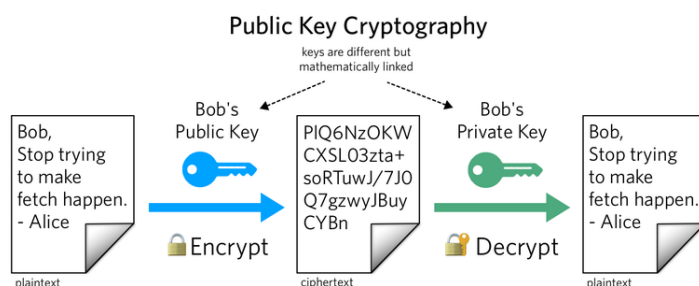 Public Key Cryptography
keys are different but
mathematically linked
Bob,
Stop trying
to make
fetch happen.
- Alice
plaintext
Bob's
Public Key
Encrypt
PIQ6NzOKW
CXSL03zta+
soRTuwJ/7J0
Q7gzwyJBuy
CYBn
ciphertext
Bob's
Private Key
Decrypt
Bob,
Stop trying
to make
fetch happen.
- Alice
plaintext